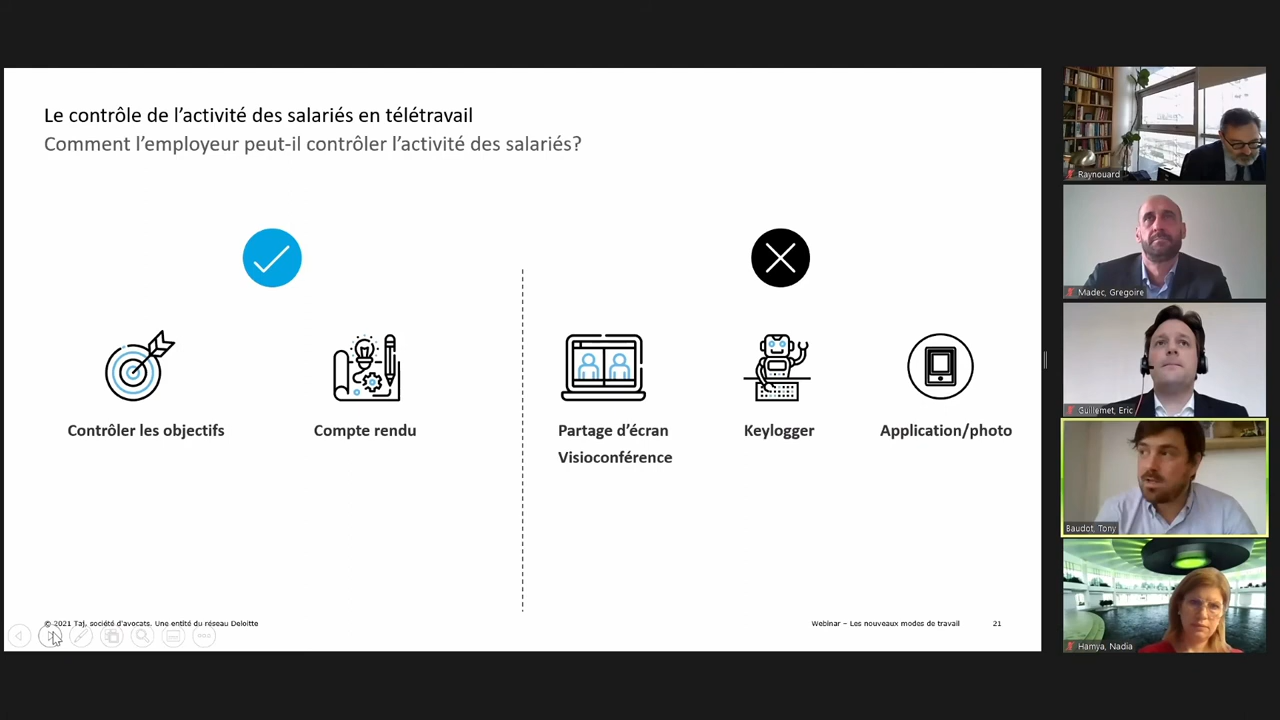 Le contrôle de l'activité des salariés en télétravail
Comment l'employeur peut-il contrôler l'activité des salariés?
Contrôler les objectifs
Compte rendu
Partage d'écran
Visioconférence
Keylogger
Application/photo
© 2021 Taj, société d'avocats. Une entité du réseau Deloitte
Webinar – Les nouveaux modes de travail
21
Raynouard
Madec, Gregoire
Guillemet, Eric
Baudot, Tony
Hamya, Nadia